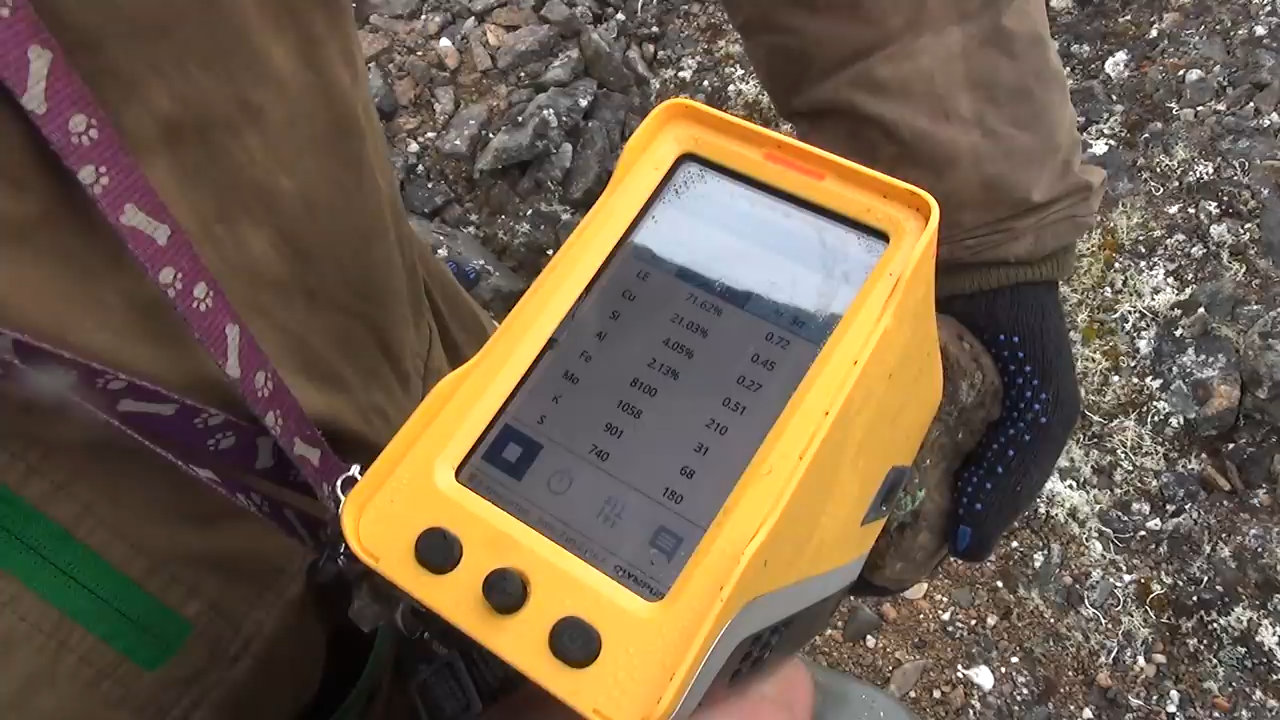 LE 71.62% 0.72
Cu 21.03% 0.45
Si 4.05% 0.27
Al 2.13% 0.51
Fe 8100 210
Mo 1058 31
K 901 68
S 740 180
OLYMPUS